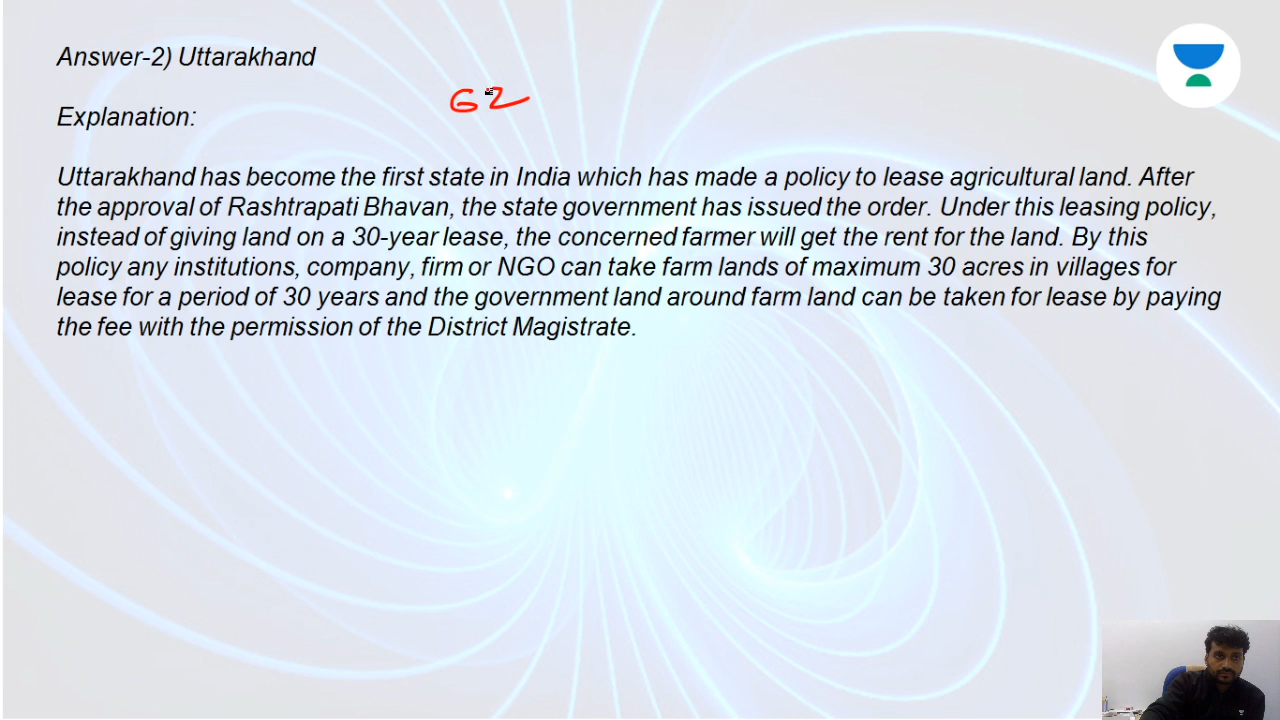 Answer-2) Uttarakhand
62
Explanation:
Uttarakhand has become the first state in India which has made a policy to lease agricultural land. After
the approval of Rashtrapati Bhavan, the state government has issued the order. Under this leasing policy,
instead of giving land on a 30-year lease, the concerned farmer will get the rent for the land. By this
policy any institutions, company, firm or NGO can take farm lands of maximum 30 acres in villages for
lease for a period of 30 years and the government land around farm land can be taken for lease by paying
the fee with the permission of the District Magistrate.